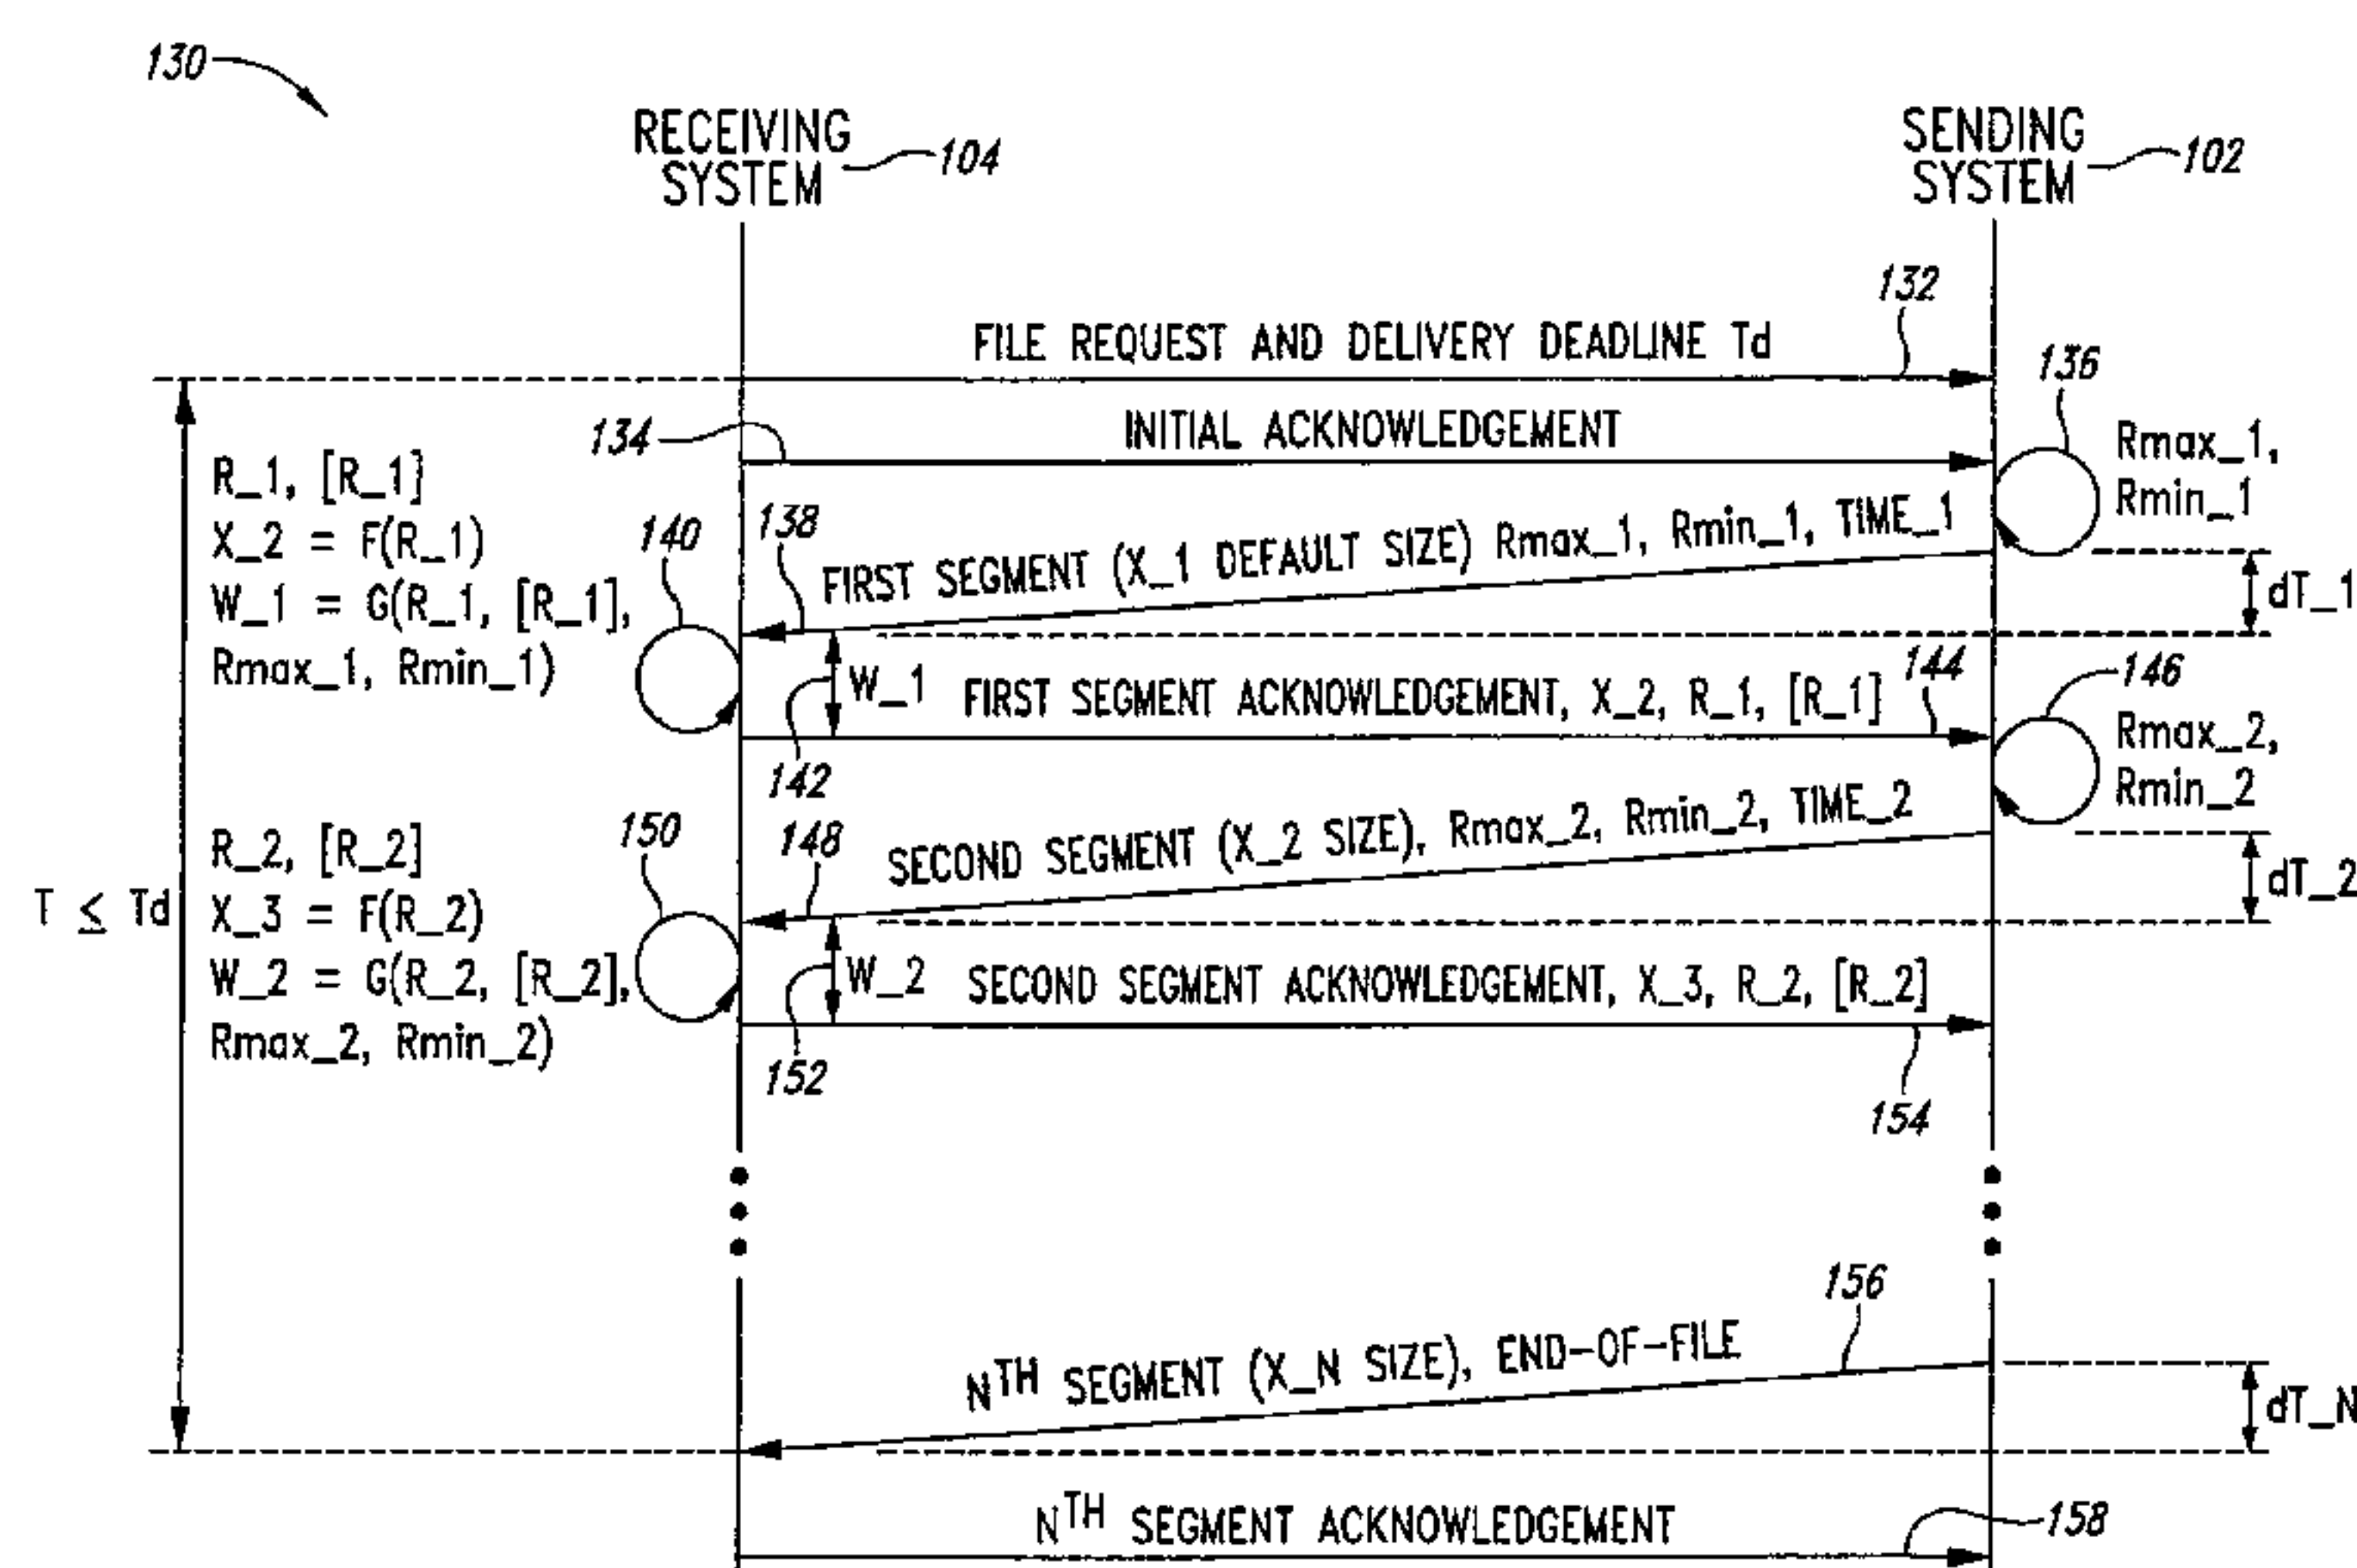 130
RECEIVING
SYSTEM
104
SENDING
SYSTEM
102
132
FILE REQUEST AND DELIVERY DEADLINE Td
136
134
INITIAL ACKNOWLEDGEMENT
Rmax_1,
Rmin_1
R_1, [R_1]
X_2 = F(R_1)
W_1 = G(R_1, [R_1],
Rmax_1, Rmin_1)
140
138
FIRST SEGMENT (X_1 DEFAULT SIZE) Rmax_1, Rmin_1, TIME_1
dT_1
W_1
142
FIRST SEGMENT ACKNOWLEDGEMENT, X_2, R_1, [R_1]
144
146
Rmax_2,
Rmin_2
T ≤ Td
R_2, [R_2]
X_3 = F(R_2)
W_2 = G(R_2, [R_2],
Rmax_2, Rmin_2)
150
148
SECOND SEGMENT (X_2 SIZE), Rmax_2, Rmin_2, TIME_2
dT_2
W_2
152
SECOND SEGMENT ACKNOWLEDGEMENT, X_3, R_2, [R_2]
154
156
NTH SEGMENT (X_N SIZE), END-OF-FILE
dT_N
NTH SEGMENT ACKNOWLEDGEMENT
158